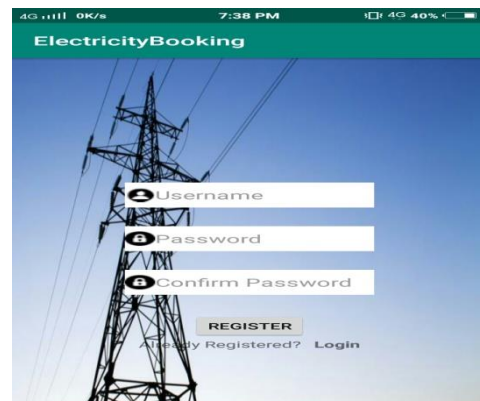 4G 0K/s 7:38 PM 4G 40%
ElectricityBooking
Username
Password
Confirm Password
REGISTER
Already Registered? Login